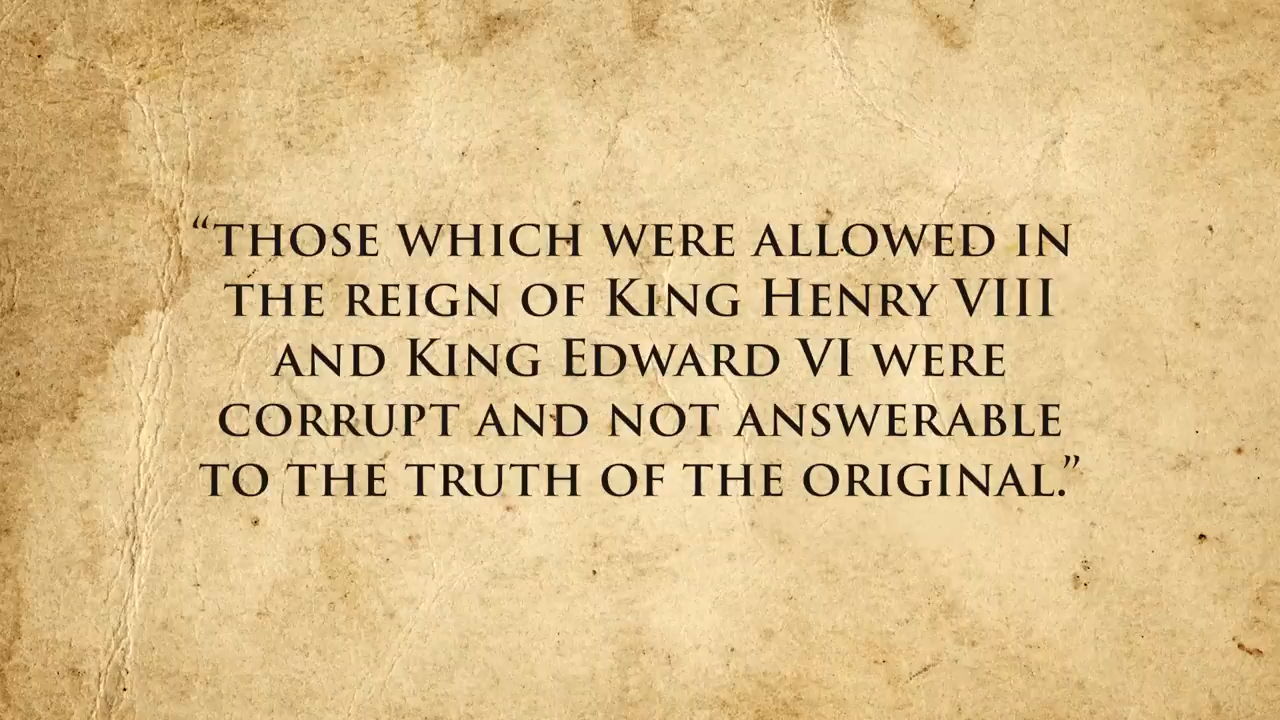 “THOSE WHICH WERE ALLOWED IN
THE REIGN OF KING HENRY VIII
AND KING EDWARD VI WERE
CORRUPT AND NOT ANSWERABLE
TO THE TRUTH OF THE ORIGINAL.”